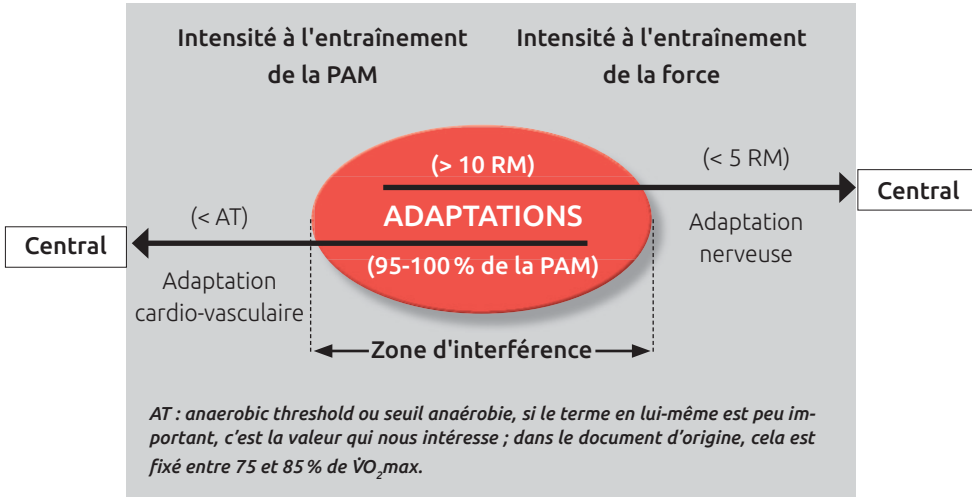 Intensité à l'entraînement
de la PAM
Intensité à l'entraînement
de la force
(> 10 RM)
(< 5 RM)
Central
(< AT)
ADAPTATIONS
Adaptation
nerveuse
Central
(95-100 % de la PAM)
Adaptation
cardio-vasculaire
Zone d'interférence
AT : anaerobic threshold ou seuil anaérobie, si le terme en lui-même est peu im-
portant, c’est la valeur qui nous intéresse ; dans le document d’origine, cela est
fixé entre 75 et 85 % de V̇O₂max.